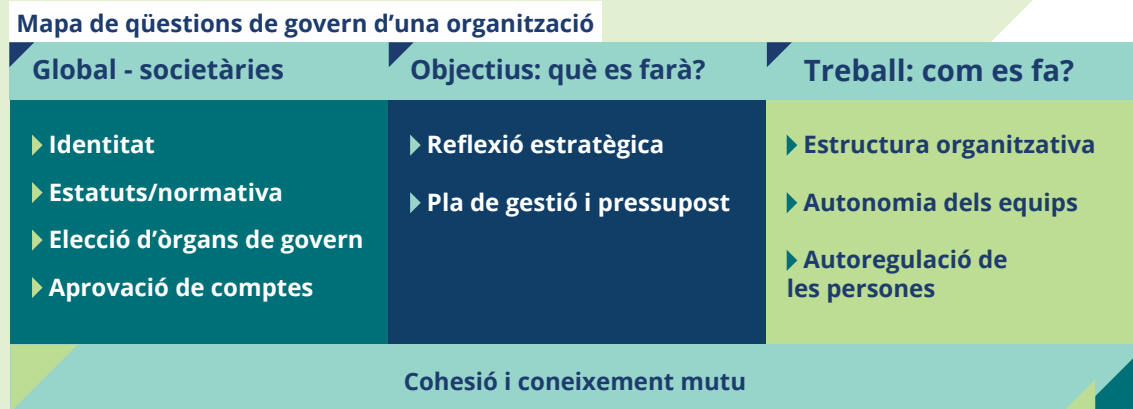 Mapa de qüestions de govern d'una organització
Global - societàries
Identitat
Estatuts/normativa
Elecció d'òrgans de govern
Aprovació de comptes
Objectius: què es farà?
Reflexió estratègica
Pla de gestió i pressupost
Treball: com es fa?
Estructura organitzativa
Autonomia dels equips
Autoregulació de
les persones
Cohesió i coneixement mutu